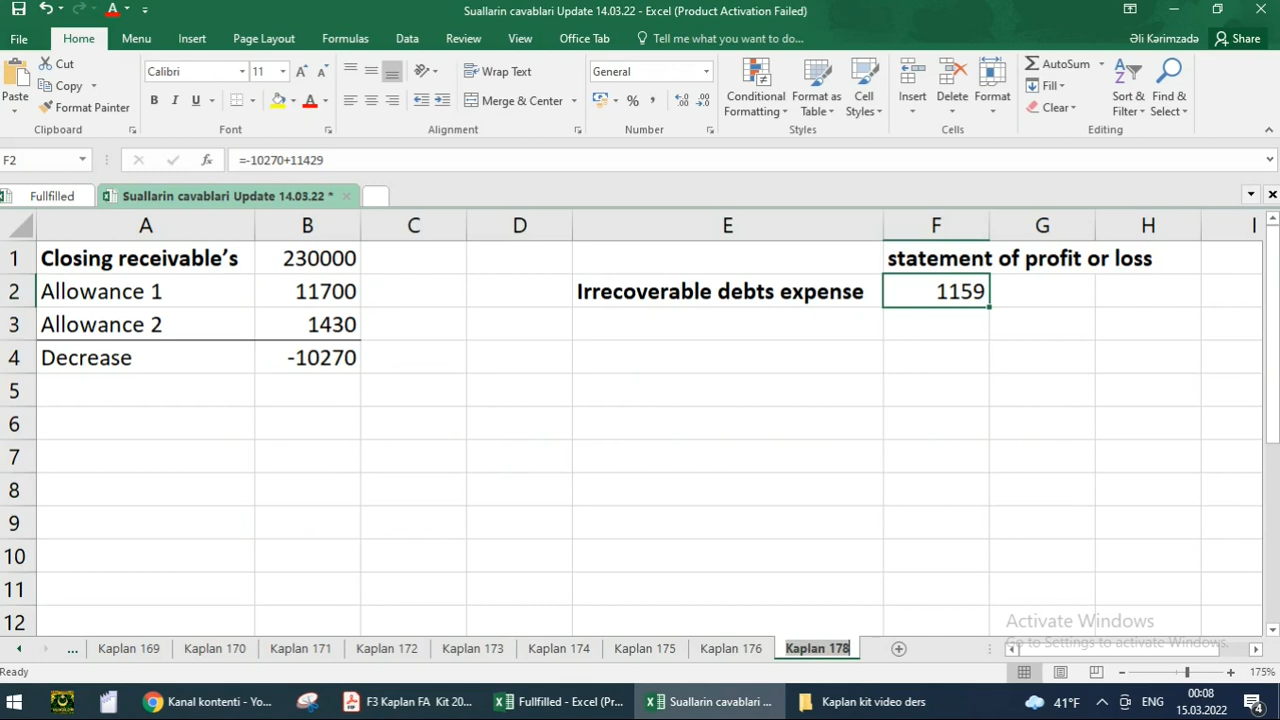 Suallarin cavablari Update 14.03.22 - Excel (Product Activation Failed)
File Home Menu Insert Page Layout Formulas Data Review View Office Tab Tell me what you want to do... Əli Kərimzadə Share
Paste
Cut
Copy
Format Painter
Clipboard
Calibri 11
B I U
Font
Wrap Text
Merge & Center
Alignment
General
Number
Conditional Formatting
Format as Table
Cell Styles
Styles
Insert Delete Format
Cells
AutoSum
Fill
Clear
Sort & Filter
Find & Select
Editing
F2 fx =-10270+11429
Fullfilled Suallarin cavablari Update 14.03.22 *
A B C D E F G H I
1 Closing receivable's 230000 statement of profit or loss
2 Allowance 1 11700 Irrecoverable debts expense 1159
3 Allowance 2 1430
4 Decrease -10270
5
6
7
8
9
10
11
12
Activate Windows
Go to Settings to activate Windows.
... Kaplan 169 Kaplan 170 Kaplan 171 Kaplan 172 Kaplan 173 Kaplan 174 Kaplan 175 Kaplan 176 Kaplan 178
Ready 175%
Kanal kontenti - Yo... F3 Kaplan FA Kit 20... Fullfilled - Excel (Pr... Suallarin cavablari ... Kaplan kit video ders 41°F ENG 00:08
15.03.2022 4